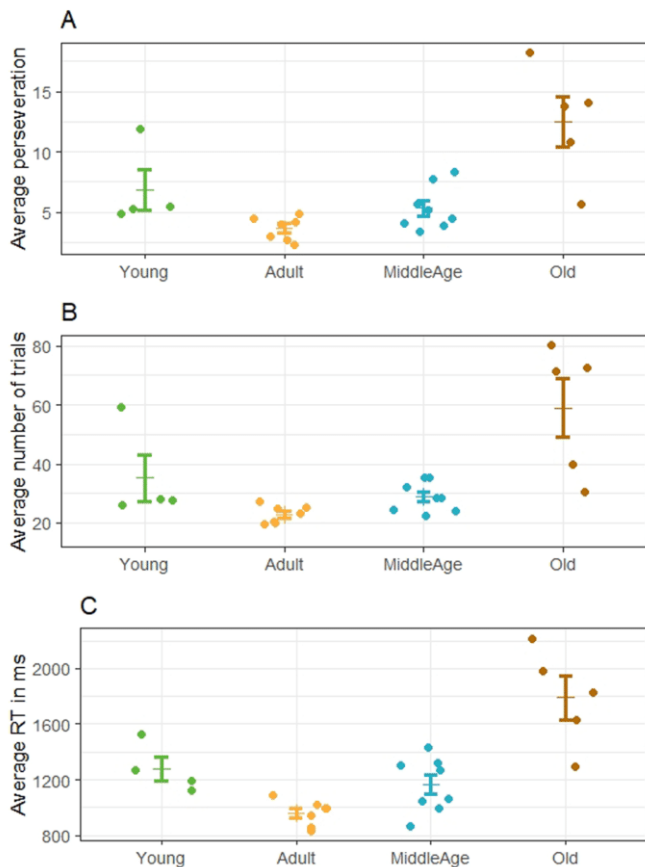 A
Average perseveration
15
10
5
Young Adult MiddleAge Old
B
Average number of trials
80
60
40
20
Young Adult MiddleAge Old
C
Average RT in ms
2000
1600
1200
800
Young Adult MiddleAge Old